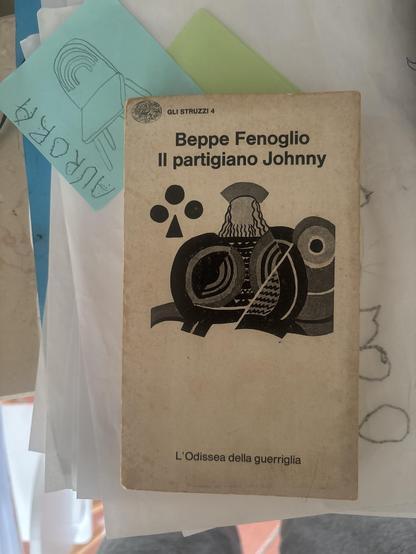 AURORA
GLI STRUZZI 4
Beppe Fenoglio
Il partigiano Johnny
L'Odissea della guerriglia